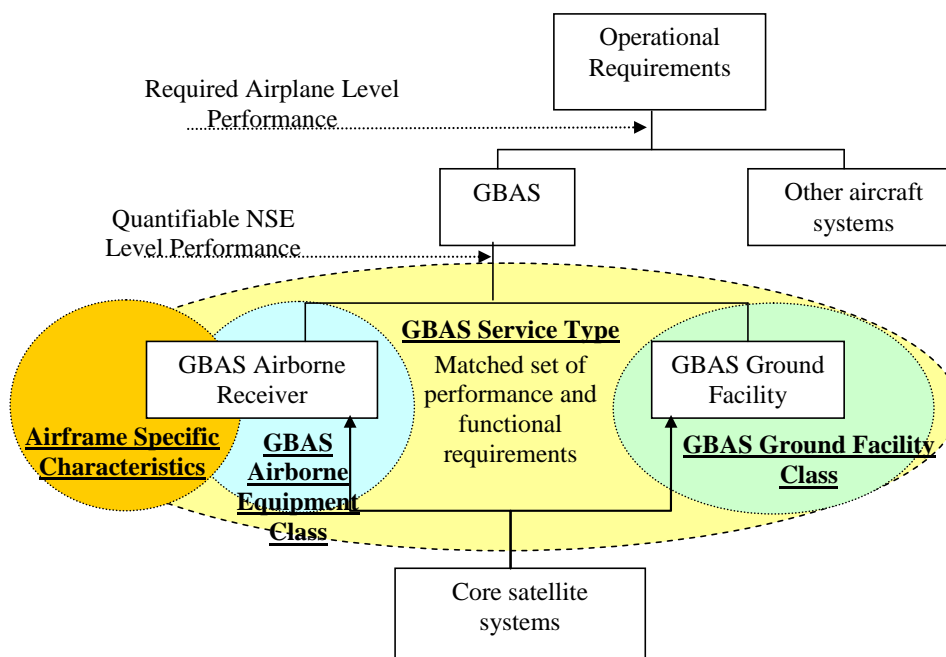 Operational
Requirements
Required Airplane Level
Performance
GBAS
Other aircraft
systems
Quantifiable NSE
Level Performance
GBAS Service Type
Matched set of
performance and
functional
requirements
GBAS Airborne
Receiver
GBAS Ground
Facility
Airframe Specific
Characteristics
GBAS
Airborne
Equipment
Class
GBAS Ground Facility
Class
Core satellite
systems